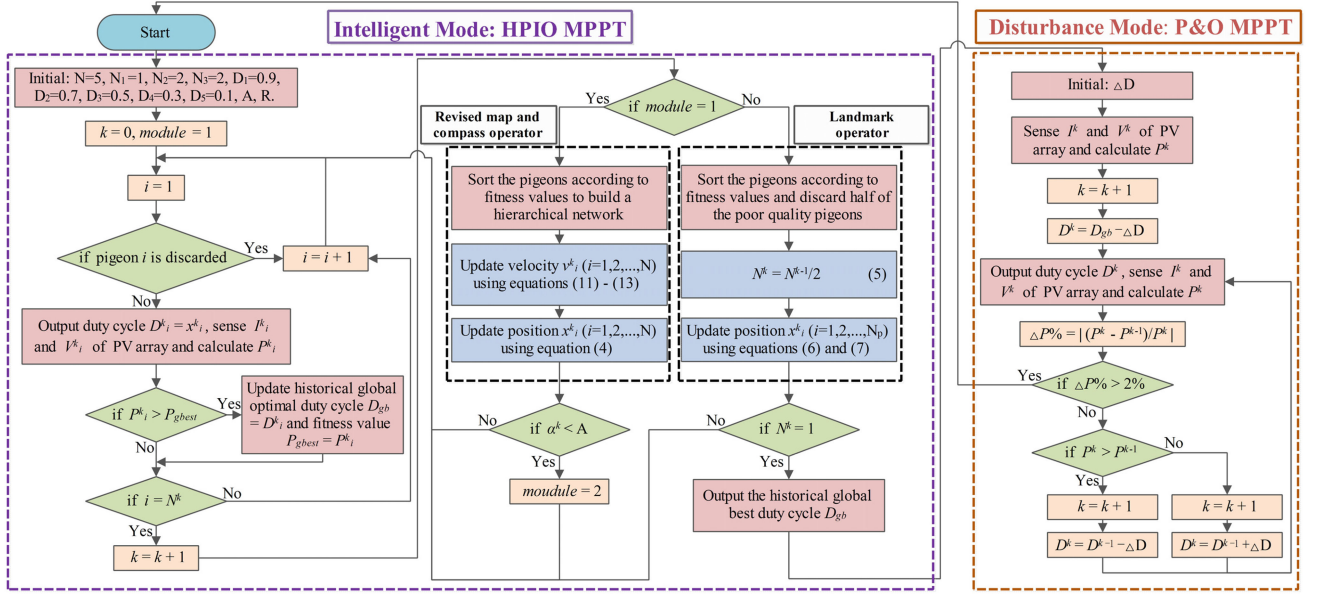 Start
Intelligent Mode: HPIO MPPT
Initial: N=5, N₁=1, N₂=2, N₃=2, D₁=0.9,
D₂=0.7, D₃=0.5, D₄=0.3, D₅=0.1, A, R.
k = 0, module = 1
i = 1
if pigeon i is discarded
Yes
i = i + 1
No
Output duty cycle Dᵏᵢ = xᵏᵢ , sense Iᵏᵢ
and Vᵏᵢ of PV array and calculate Pᵏᵢ
if Pᵏᵢ > P_gbest
Yes
Update historical global
optimal duty cycle D_gb
= Dᵏᵢ and fitness value
P_gbest = Pᵏᵢ
No
if i = Nᵏ
No
Yes
k = k + 1
if module = 1
Yes
No
Revised map and
compass operator
Sort the pigeons according to
fitness values to build a
hierarchical network
Update velocity vᵏᵢ (i=1,2,...,N)
using equations (11) - (13)
Update position xᵏᵢ (i=1,2,...,N)
using equation (4)
if αᵏ < A
No
Yes
moudule = 2
Landmark
operator
Sort the pigeons according to
fitness values and discard half of
the poor quality pigeons
Nᵏ = Nᵏ⁻¹/2 (5)
Update position xᵏᵢ (i=1,2,...,Nₚ)
using equations (6) and (7)
if Nᵏ = 1
No
Yes
Output the historical global
best duty cycle D_gb
Disturbance Mode: P&O MPPT
Initial: △D
Sense Iᵏ and Vᵏ of PV
array and calculate Pᵏ
k = k + 1
Dᵏ = D_gb − △D
Output duty cycle Dᵏ , sense Iᵏ and
Vᵏ of PV array and calculate Pᵏ
△P% = | (Pᵏ - Pᵏ⁻¹)/Pᵏ |
if △P% > 2%
Yes
No
if Pᵏ > Pᵏ⁻¹
No
Yes
k = k + 1
k = k + 1
Dᵏ = Dᵏ⁻¹ − △D
Dᵏ = Dᵏ⁻¹ + △D